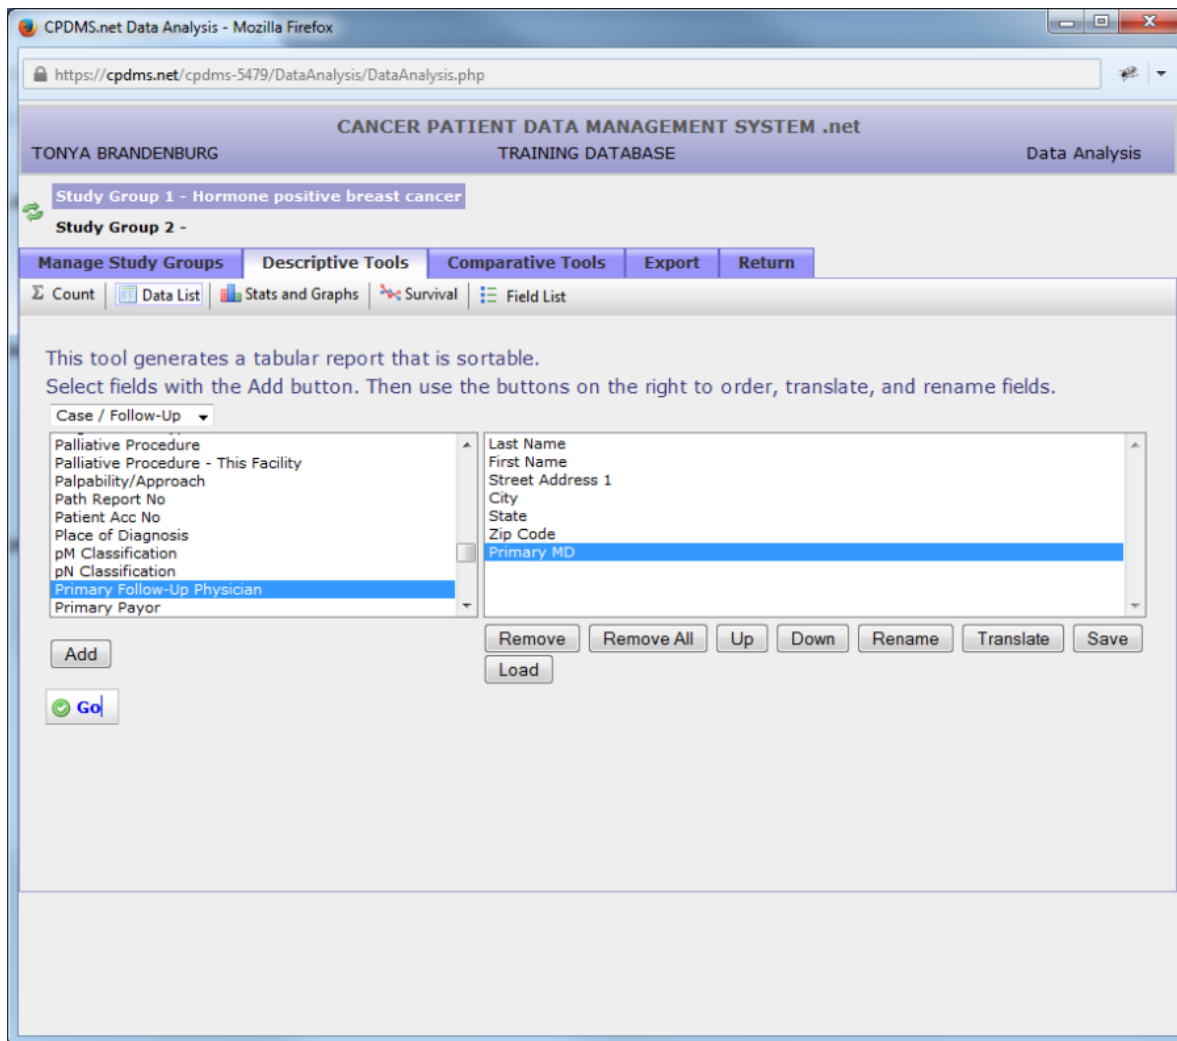 CPDMS.net Data Analysis - Mozilla Firefox
https://cpdms.net/cpdms-5479/DataAnalysis/DataAnalysis.php
CANCER PATIENT DATA MANAGEMENT SYSTEM .net
TONYA BRANDENBURG TRAINING DATABASE Data Analysis
Study Group 1 - Hormone positive breast cancer
Study Group 2 -
Manage Study Groups Descriptive Tools Comparative Tools Export Return
Σ Count Data List Stats and Graphs Survival Field List
This tool generates a tabular report that is sortable.
Select fields with the Add button. Then use the buttons on the right to order, translate, and rename fields.
Case / Follow-Up
Palliative Procedure
Palliative Procedure - This Facility
Palpability/Approach
Path Report No
Patient Acc No
Place of Diagnosis
pM Classification
pN Classification
Primary Follow-Up Physician
Primary Payor
Last Name
First Name
Street Address 1
City
State
Zip Code
Primary MD
Add
Remove Remove All Up Down Rename Translate Save
Load
Go